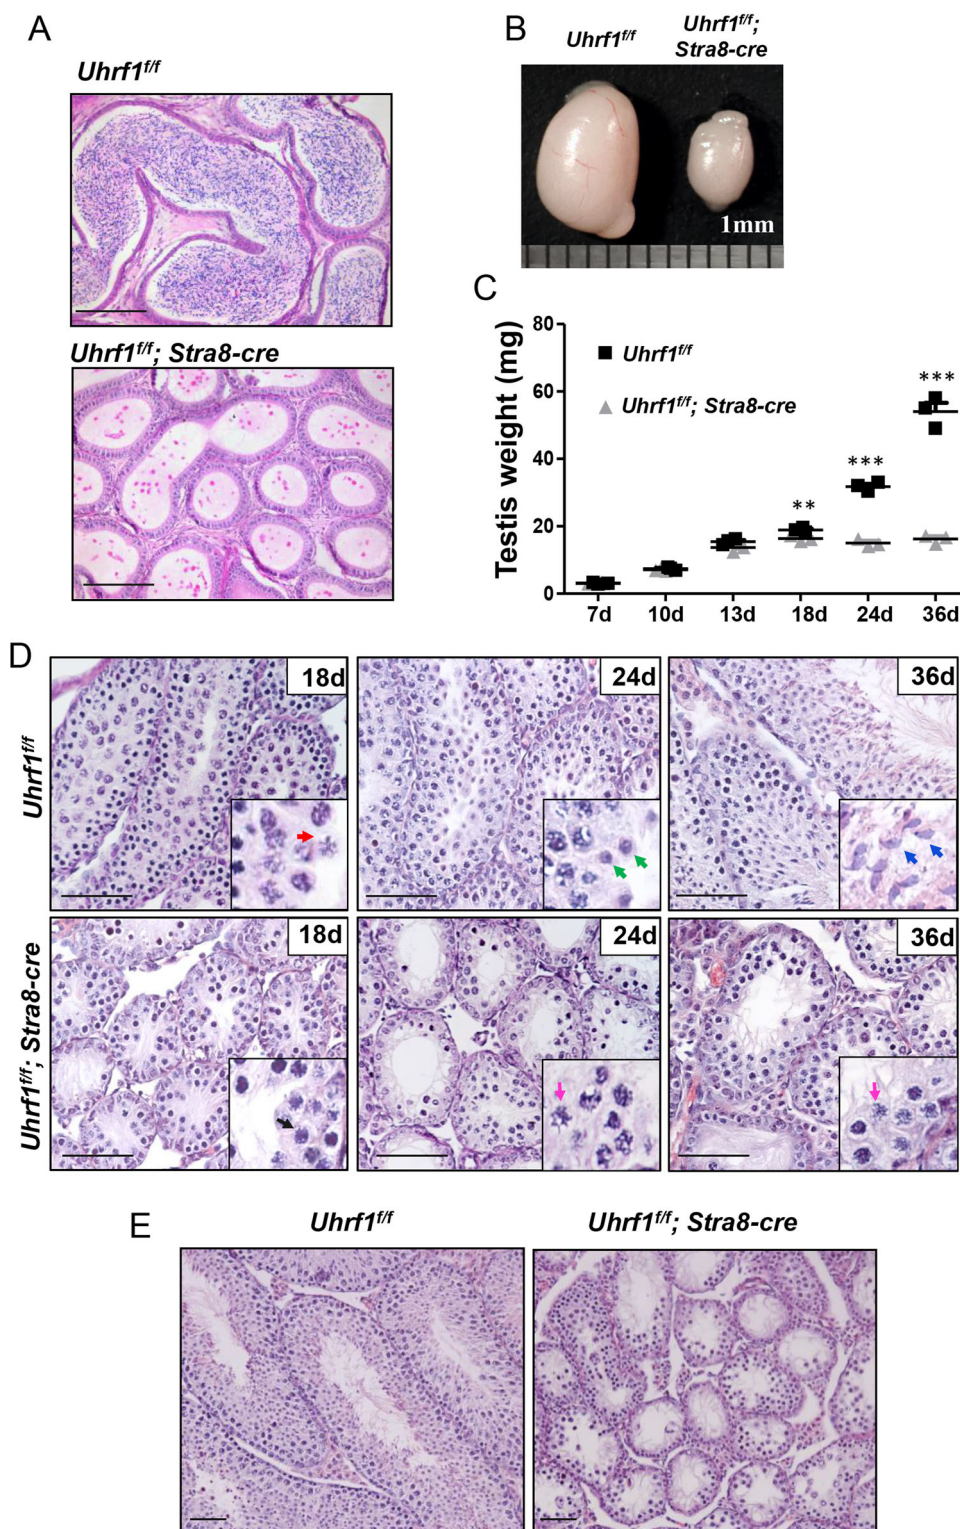 A
Uhrf1f/f
Uhrf1f/f; Stra8-cre
B
Uhrf1f/f
Uhrf1f/f;
Stra8-cre
1mm
C
Testis weight (mg)
80
60
40
20
0
Uhrf1f/f
Uhrf1f/f; Stra8-cre
**
***
***
7d 10d 13d 18d 24d 36d
D
Uhrf1f/f
18d 24d 36d
Uhrf1f/f; Stra8-cre
18d 24d 36d
E
Uhrf1f/f
Uhrf1f/f; Stra8-cre